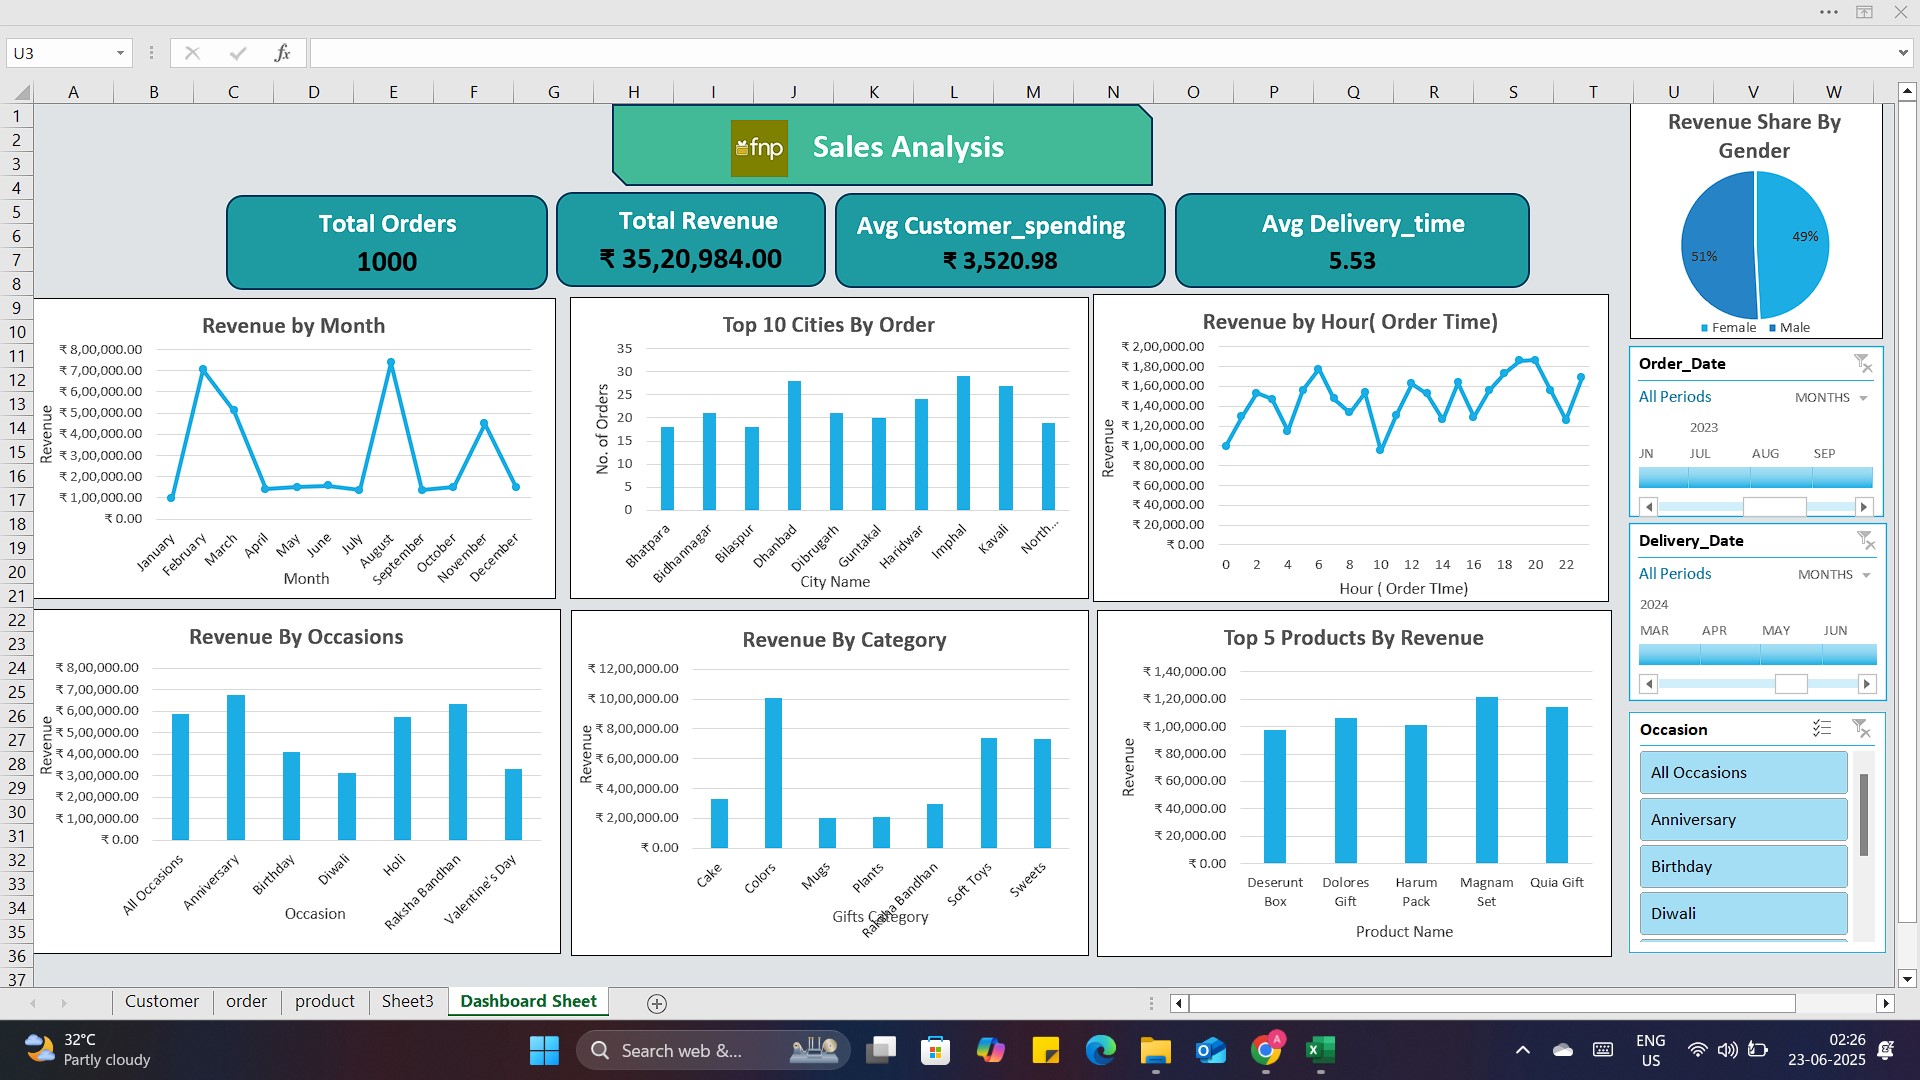 U3
fx
A B C D E F G H I J K L M N O P Q R S T U V W
1
2
3
4
5
6
7
8
9
10
11
12
13
14
15
16
17
18
19
20
21
22
23
24
25
26
27
28
29
30
31
32
33
34
35
36
37
fnp Sales Analysis
Total Orders
1000
Total Revenue
₹ 35,20,984.00
Avg Customer_spending
₹ 3,520.98
Avg Delivery_time
5.53
Revenue Share By
Gender
49%
51%
Female Male
Revenue by Month
Revenue
₹ 8,00,000.00
₹ 7,00,000.00
₹ 6,00,000.00
₹ 5,00,000.00
₹ 4,00,000.00
₹ 3,00,000.00
₹ 2,00,000.00
₹ 1,00,000.00
₹ 0.00
January February March April May June July August September October November December
Month
Top 10 Cities By Order
No. of Orders
35
30
25
20
15
10
5
0
Bhatpara Bidhannagar Bilaspur Dhanbad Dibrugarh Guntakal Haridwar Imphal Kavali North...
City Name
Revenue by Hour( Order Time)
Revenue
₹ 2,00,000.00
₹ 1,80,000.00
₹ 1,60,000.00
₹ 1,40,000.00
₹ 1,20,000.00
₹ 1,00,000.00
₹ 80,000.00
₹ 60,000.00
₹ 40,000.00
₹ 20,000.00
₹ 0.00
0 2 4 6 8 10 12 14 16 18 20 22
Hour ( Order TIme)
Order_Date
All Periods MONTHS
2023
JN JUL AUG SEP
Delivery_Date
All Periods MONTHS
2024
MAR APR MAY JUN
Revenue By Occasions
Revenue
₹ 8,00,000.00
₹ 7,00,000.00
₹ 6,00,000.00
₹ 5,00,000.00
₹ 4,00,000.00
₹ 3,00,000.00
₹ 2,00,000.00
₹ 1,00,000.00
₹ 0.00
All Occasions Anniversary Birthday Diwali Holi Raksha Bandhan Valentine's Day
Occasion
Revenue By Category
Revenue
₹ 12,00,000.00
₹ 10,00,000.00
₹ 8,00,000.00
₹ 6,00,000.00
₹ 4,00,000.00
₹ 2,00,000.00
₹ 0.00
Cake Colors Mugs Plants Raksha Bandhan Soft Toys Sweets
Gifts Category
Top 5 Products By Revenue
Revenue
₹ 1,40,000.00
₹ 1,20,000.00
₹ 1,00,000.00
₹ 80,000.00
₹ 60,000.00
₹ 40,000.00
₹ 20,000.00
₹ 0.00
Deserunt Dolores Harum Magnam Quia Gift
Box Gift Pack Set
Product Name
Occasion
All Occasions
Anniversary
Birthday
Diwali
Customer order product Sheet3 Dashboard Sheet
32°C
Partly cloudy
Search web &...
A
ENG
US
02:26
23-06-2025